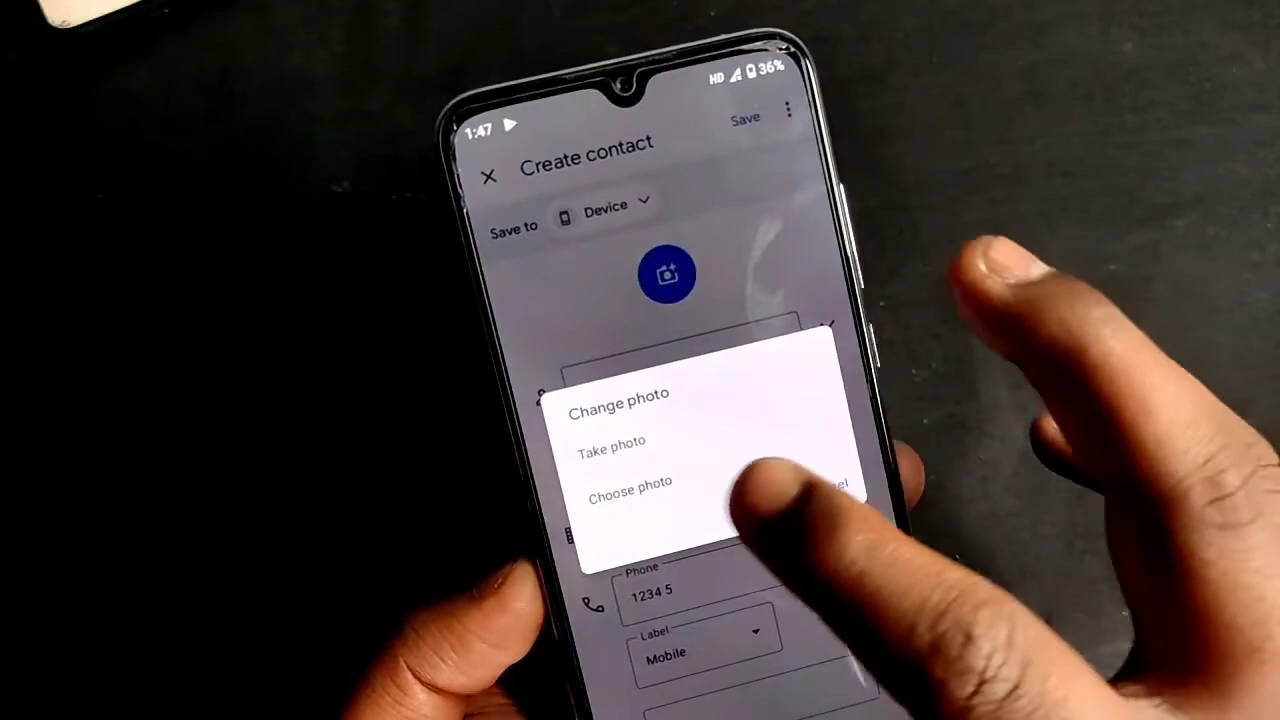 1:47 HD 36%
Create contact Save
Save to Device
Change photo
Take photo
Choose photo
Phone
1234 5
Label
Mobile